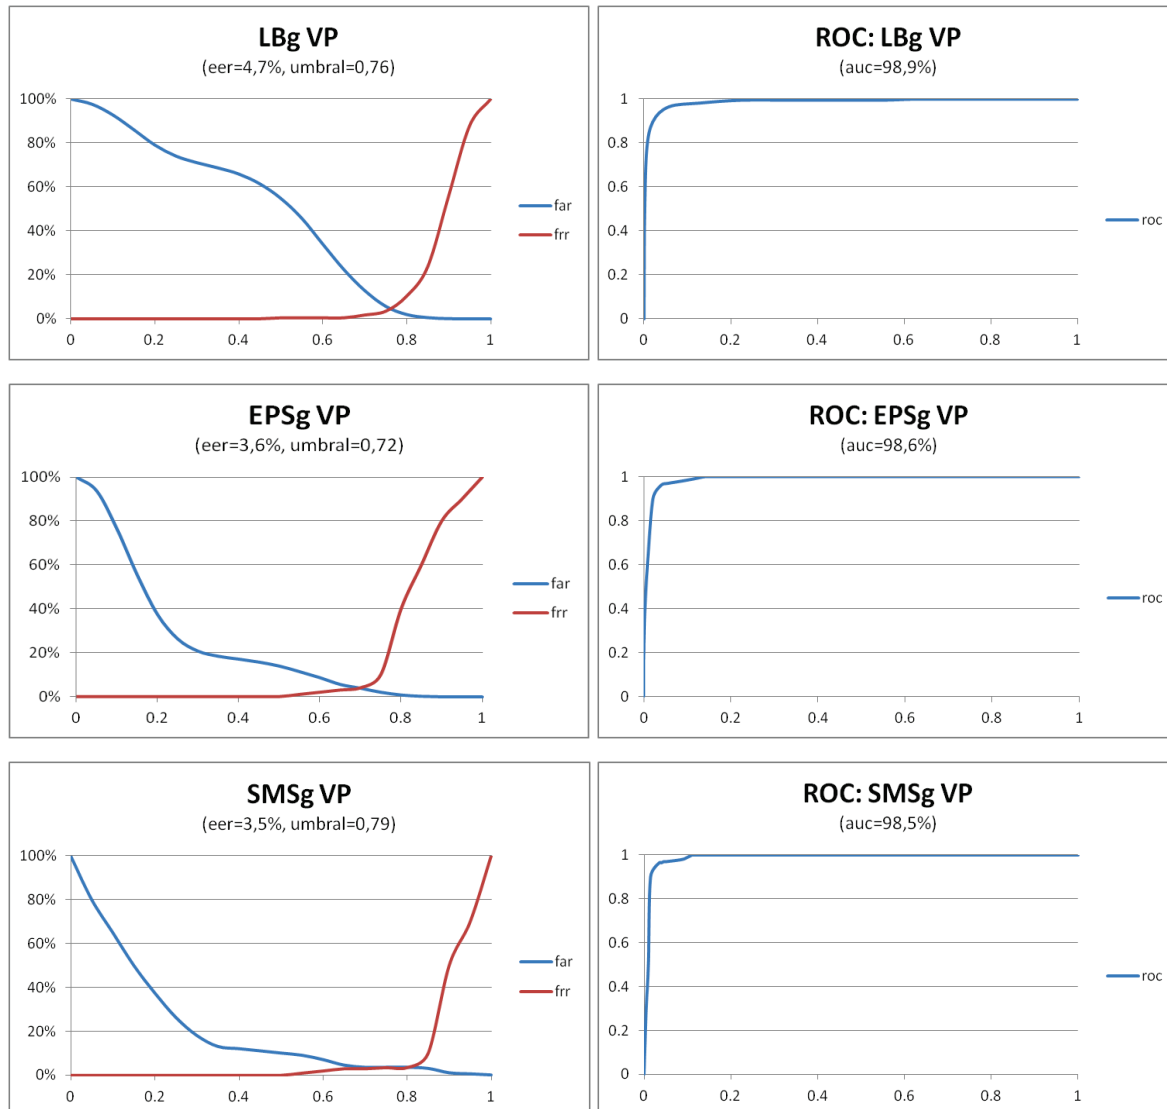 LBg VP
(eer=4,7%, umbral=0,76)
100%
80%
60%
40%
20%
0%
0 0.2 0.4 0.6 0.8 1
far
frr
ROC: LBg VP
(auc=98,9%)
1
0.8
0.6
0.4
0.2
0
0 0.2 0.4 0.6 0.8 1
roc
EPSg VP
(eer=3,6%, umbral=0,72)
100%
80%
60%
40%
20%
0%
0 0.2 0.4 0.6 0.8 1
far
frr
ROC: EPSg VP
(auc=98,6%)
1
0.8
0.6
0.4
0.2
0
0 0.2 0.4 0.6 0.8 1
roc
SMSg VP
(eer=3,5%, umbral=0,79)
100%
80%
60%
40%
20%
0%
0 0.2 0.4 0.6 0.8 1
far
frr
ROC: SMSg VP
(auc=98,5%)
1
0.8
0.6
0.4
0.2
0
0 0.2 0.4 0.6 0.8 1
roc